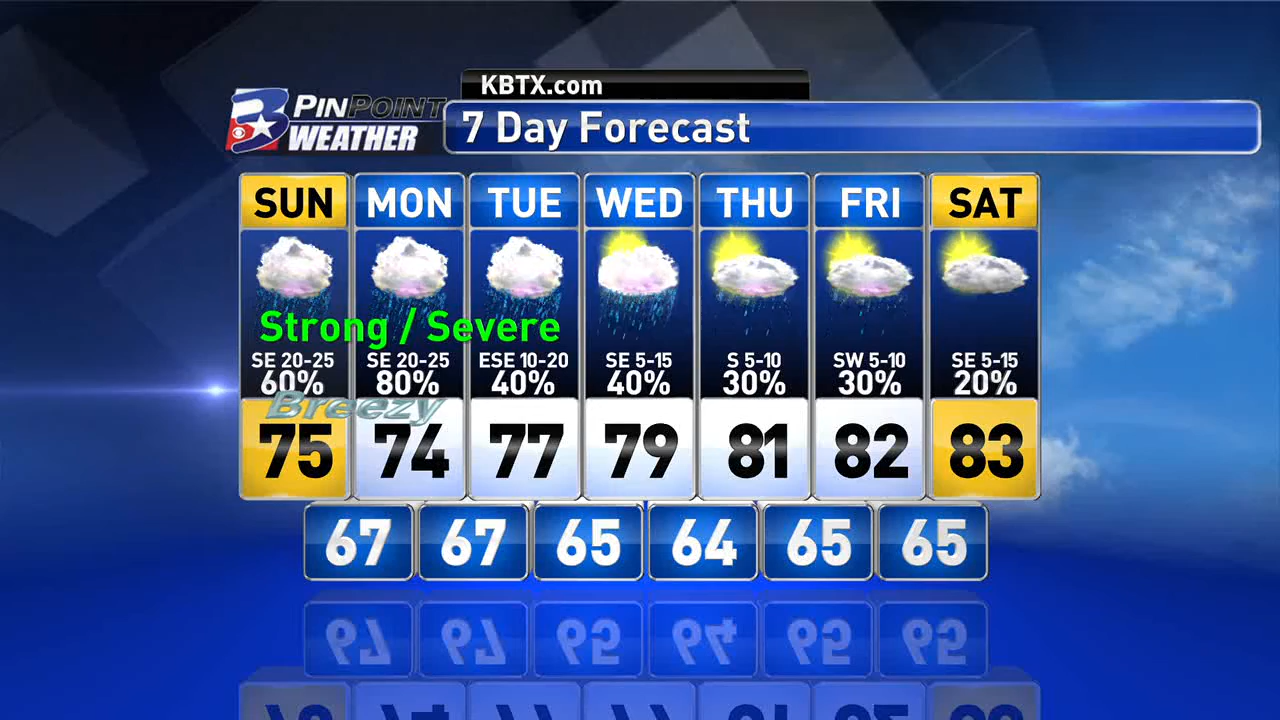 KBTX.com
3 PINPOINT
WEATHER
7 Day Forecast
SUN MON TUE WED THU FRI SAT
Strong / Severe
SE 20-25 SE 20-25 ESE 10-20 SE 5-15 S 5-10 SW 5-10 SE 5-15
60% 80% 40% 40% 30% 30% 20%
Breezy
75 74 77 79 81 82 83
67 67 65 64 65 65